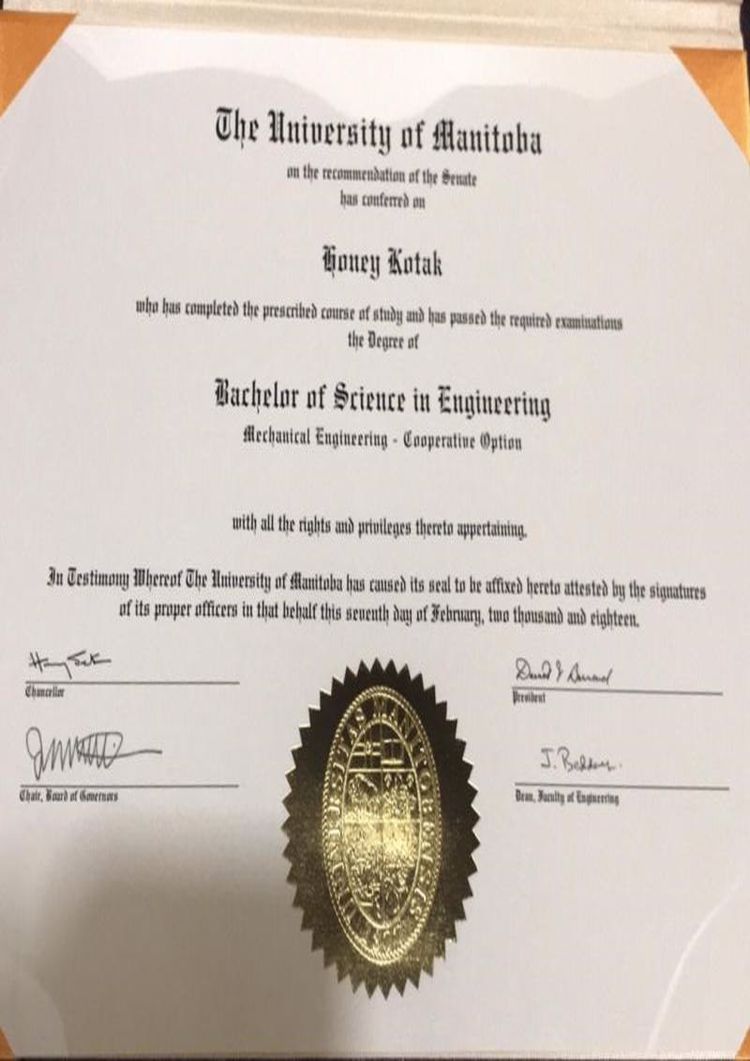 The University of Manitoba
on the recommendation of the Senate
has conferred on
Honey Kotak
who has completed the prescribed course of study and has passed the required examinations
the Degree of
Bachelor of Science in Engineering
Mechanical Engineering - Cooperative Option
with all the rights and privileges thereto appertaining.
In Testimony Whereof The University of Manitoba has caused its seal to be affixed hereto attested by the signatures
of its proper officers in that behalf this seventh day of February, two thousand and eighteen.
Chancellor
President
Chair, Board of Governors
Dean, Faculty of Engineering